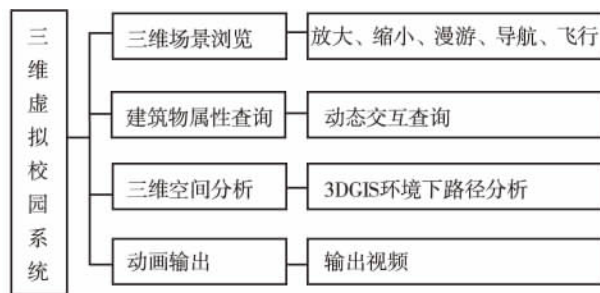 三维虚拟校园系统
三维场景浏览
放大、缩小、漫游、导航、飞行
建筑物属性查询
动态交互查询
三维空间分析
3DGIS环境下路径分析
动画输出
输出视频